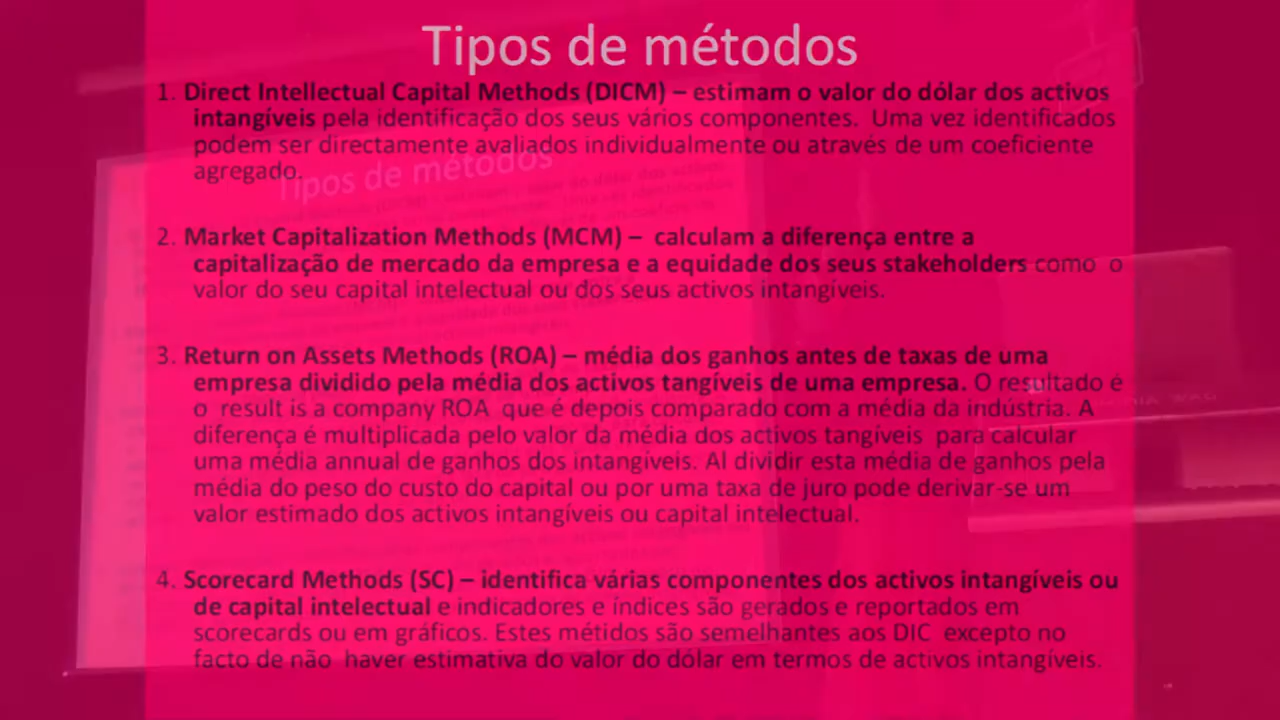 Tipos de métodos
1. Direct Intellectual Capital Methods (DICM) – estimam o valor do dólar dos activos
intangíveis pela identificação dos seus vários componentes. Uma vez identificados
podem ser directamente avaliados individualmente ou através de um coeficiente
agregado.
Tipos de métodos
2. Market Capitalization Methods (MCM) – calculam a diferença entre a
capitalização de mercado da empresa e a equidade dos seus stakeholders como o
valor do seu capital intelectual ou dos seus activos intangíveis.
3. Return on Assets Methods (ROA) – média dos ganhos antes de taxas de uma
empresa dividido pela média dos activos tangíveis de uma empresa. O resultado é
o result is a company ROA que é depois comparado com a média da indústria. A
diferença é multiplicada pelo valor da média dos activos tangíveis para calcular
uma média annual de ganhos dos intangíveis. Al dividir esta média de ganhos pela
média do peso do custo do capital ou por uma taxa de juro pode derivar-se um
valor estimado dos activos intangíveis ou capital intelectual.
4. Scorecard Methods (SC) – identifica várias componentes dos activos intangíveis ou
de capital intelectual e indicadores e índices são gerados e reportados em
scorecards ou em gráficos. Estes métidos são semelhantes aos DIC excepto no
facto de não haver estimativa do valor do dólar em termos de activos intangíveis.